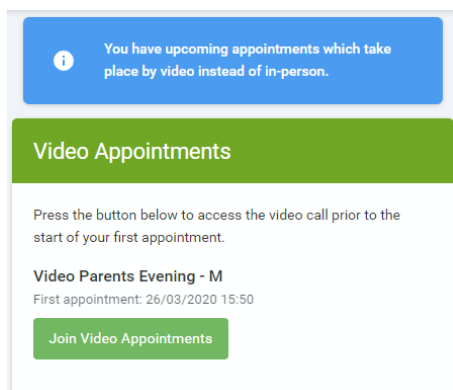 You have upcoming appointments which take
place by video instead of in-person.
Video Appointments
Press the button below to access the video call prior to the
start of your first appointment.
Video Parents Evening - M
First appointment: 26/03/2020 15:50
Join Video Appointments